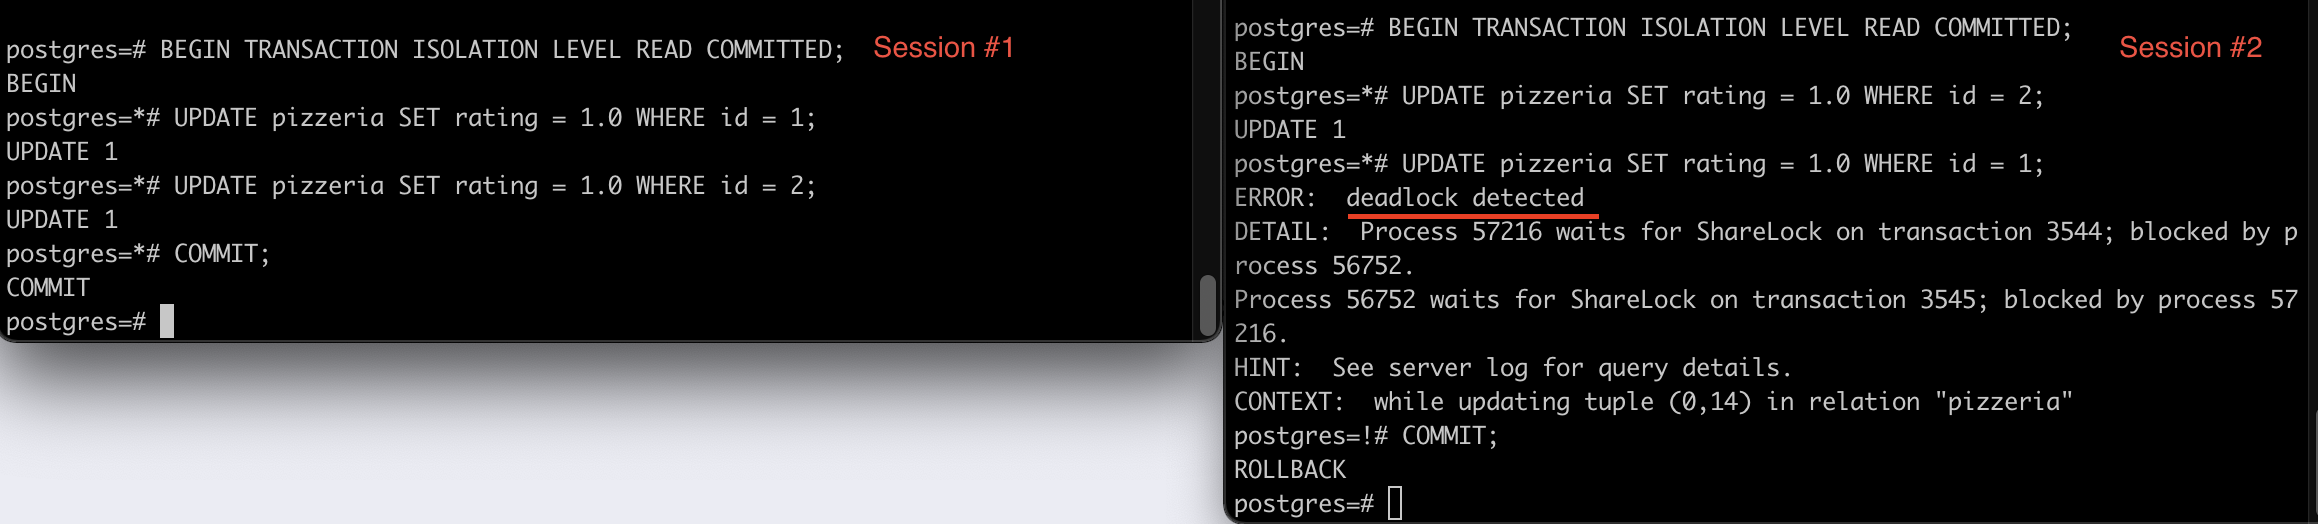 postgres=# BEGIN TRANSACTION ISOLATION LEVEL READ COMMITTED;
Session #1
BEGIN
postgres=*# UPDATE pizzeria SET rating = 1.0 WHERE id = 1;
UPDATE 1
postgres=*# UPDATE pizzeria SET rating = 1.0 WHERE id = 2;
UPDATE 1
postgres=*# COMMIT;
COMMIT
postgres=#
postgres=# BEGIN TRANSACTION ISOLATION LEVEL READ COMMITTED;
Session #2
BEGIN
postgres=*# UPDATE pizzeria SET rating = 1.0 WHERE id = 2;
UPDATE 1
postgres=*# UPDATE pizzeria SET rating = 1.0 WHERE id = 1;
ERROR:  deadlock detected
DETAIL:  Process 57216 waits for ShareLock on transaction 3544; blocked by p
rocess 56752.
Process 56752 waits for ShareLock on transaction 3545; blocked by process 57
216.
HINT:  See server log for query details.
CONTEXT:  while updating tuple (0,14) in relation "pizzeria"
postgres=!# COMMIT;
ROLLBACK
postgres=#